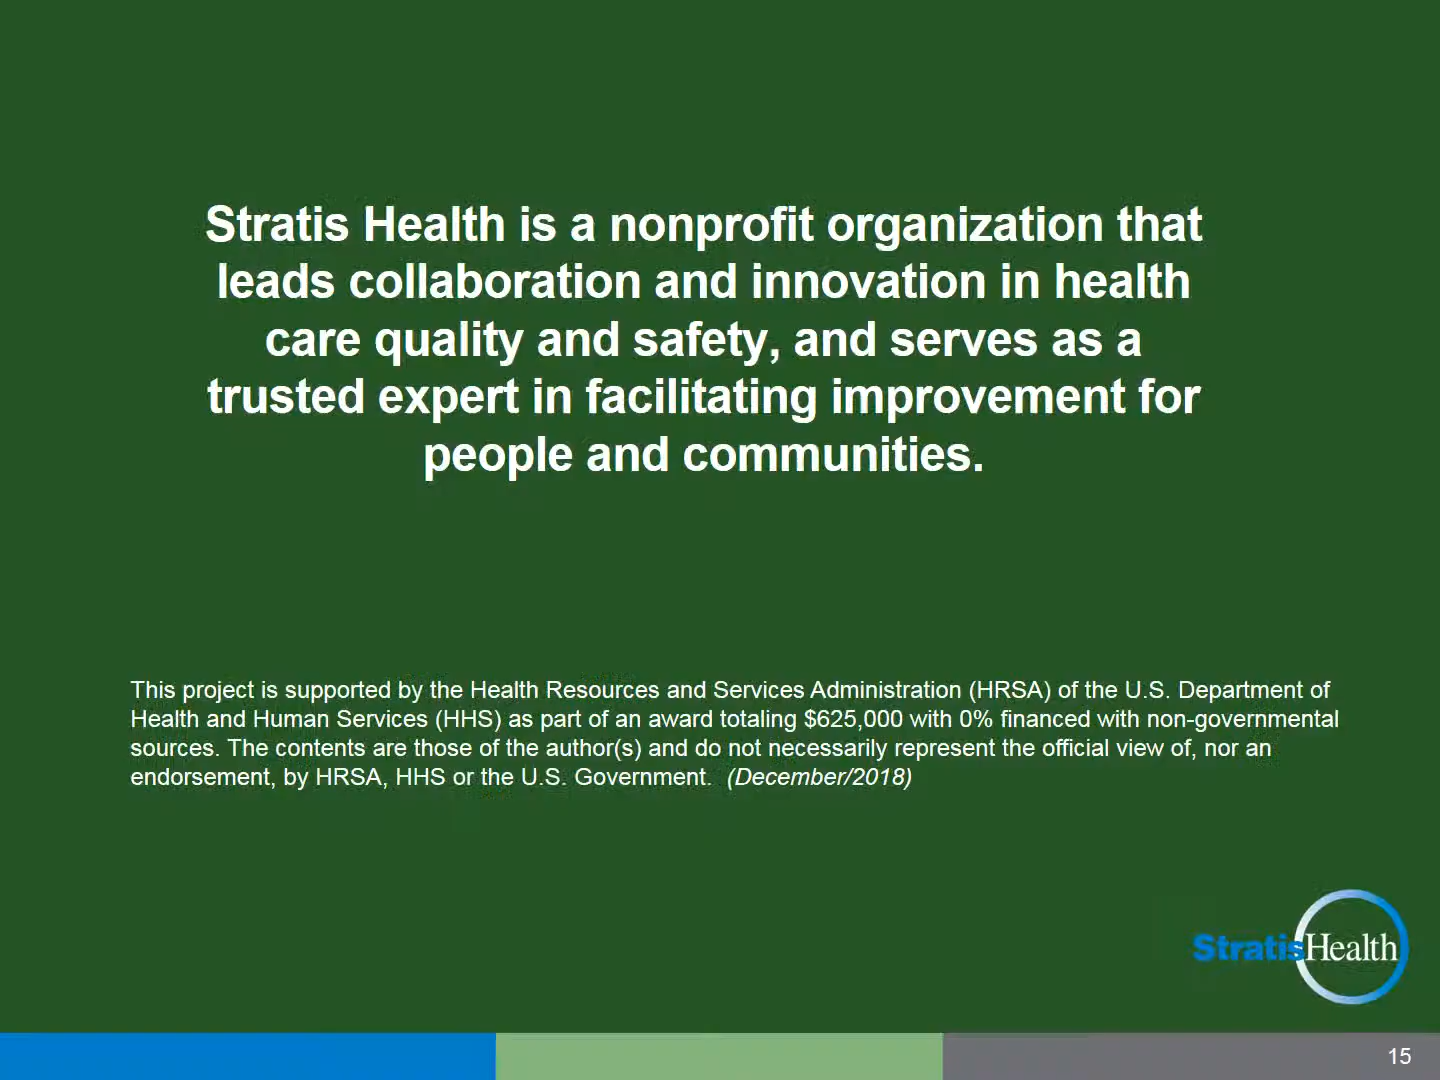 Stratis Health is a nonprofit organization that
leads collaboration and innovation in health
care quality and safety, and serves as a
trusted expert in facilitating improvement for
people and communities.
This project is supported by the Health Resources and Services Administration (HRSA) of the U.S. Department of
Health and Human Services (HHS) as part of an award totaling $625,000 with 0% financed with non-governmental
sources. The contents are those of the author(s) and do not necessarily represent the official view of, nor an
endorsement, by HRSA, HHS or the U.S. Government. (December/2018)
StratisHealth
15